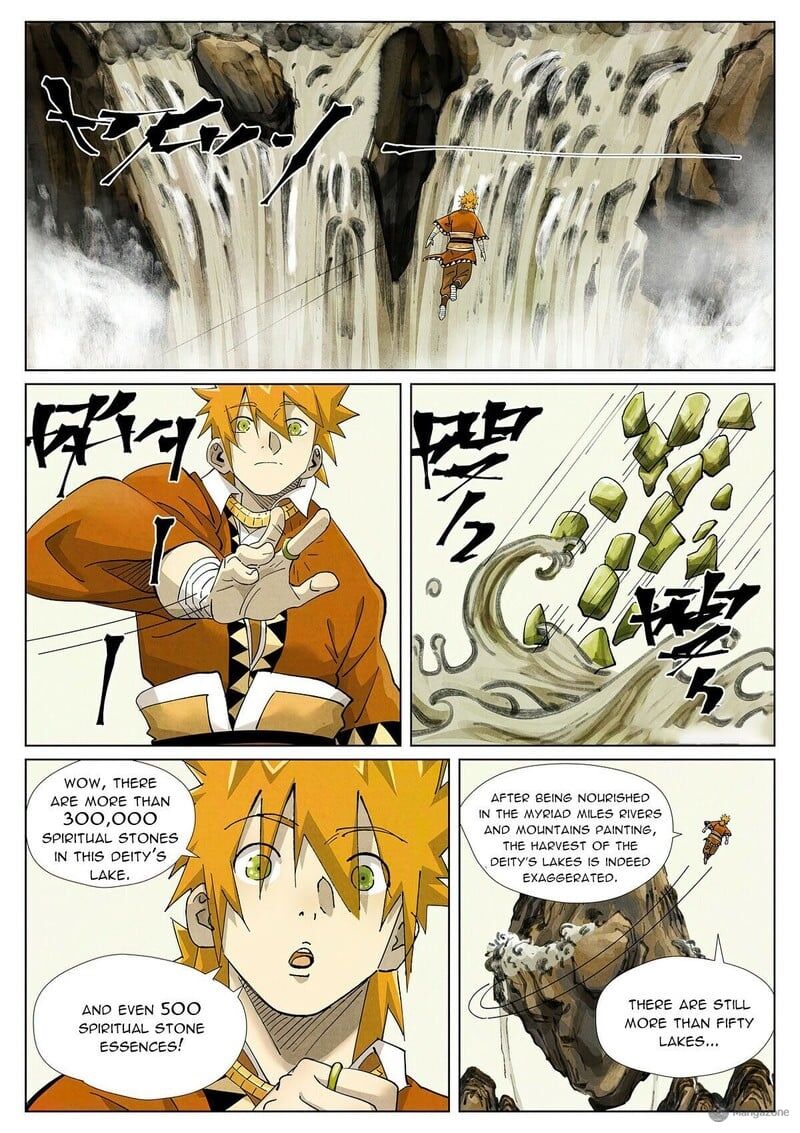 WOW, THERE
ARE MORE THAN
300,000
SPIRITUAL STONES
IN THIS DEITY'S
LAKE.
AND EVEN 500
SPIRITUAL STONE
ESSENCES!
AFTER BEING NOURISHED
IN THE MYRIAD MILES RIVERS
AND MOUNTAINS PAINTING,
THE HARVEST OF THE
DEITY'S LAKES IS INDEED
EXAGGERATED.
THERE ARE STILL
MORE THAN FIFTY
LAKES...
Mangazone